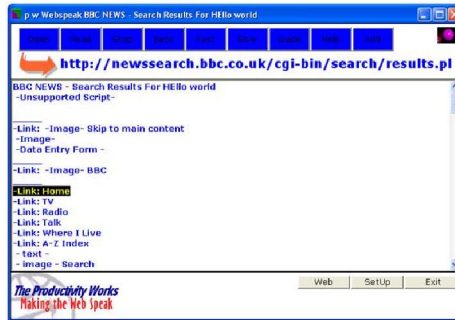 p w Webspeak BBC NEWS - Search Results For HEllo world
http://newssearch.bbc.co.uk/cgi-bin/search/results.pl
BBC NEWS - Search Results For HEllo world
-Unsupported Script-
-Link: -Image- Skip to main content
-Image-
-Data Entry Form -
-Link: -Image- BBC
-Link: Home
-Link: TV
-Link: Radio
-Link: Talk
-Link: Where I Live
-Link: A-Z Index
- text -
- image - Search
Web SetUp Exit
The Productivity Works
Making the Web Speak